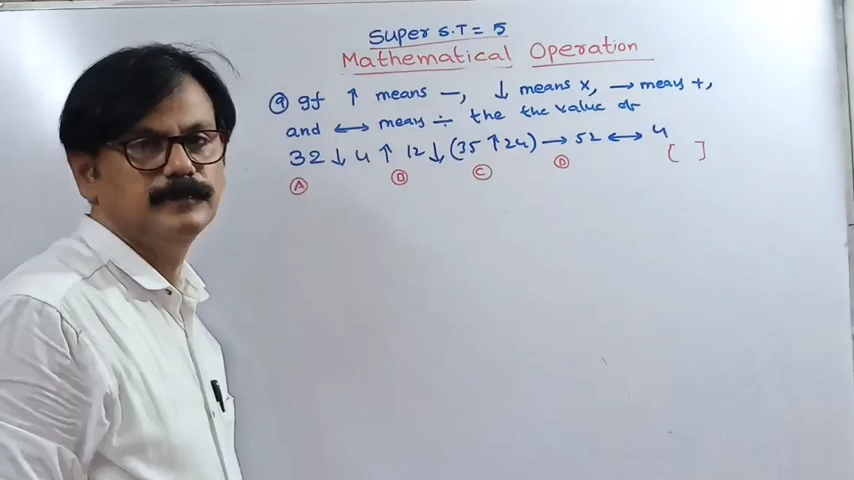 Super S.T = 5
Mathematical Operation
⑨ gf ↑ means —, ↓ means ×, → means +,
and ↔ means ÷ the the value of
32 ↓ 4 ↑ 12 ↓ (35 ↑ 24) → 52 ↔ 4 [ ]
Ⓐ Ⓑ Ⓒ Ⓓ